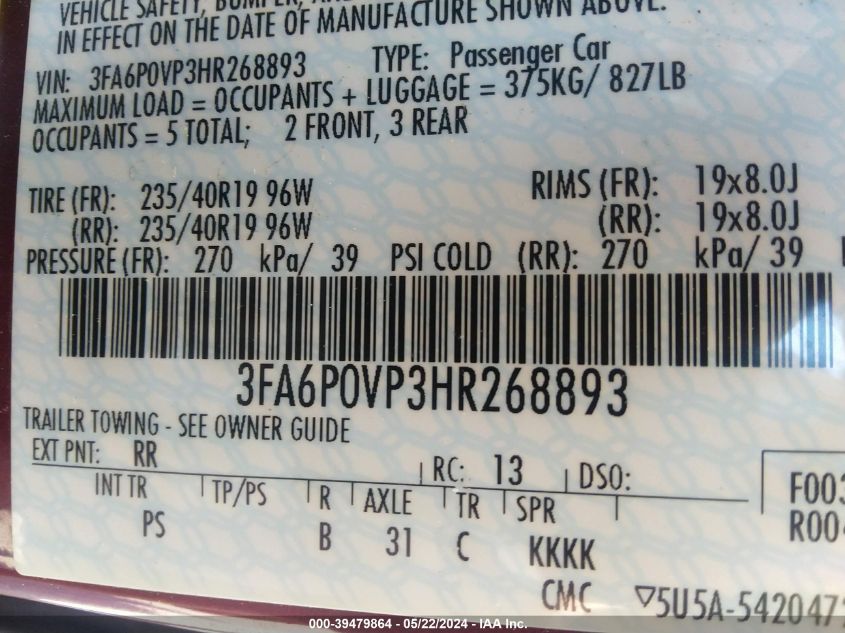 VEHICLE SAFETY, BUMPER,
IN EFFECT ON THE DATE OF MANUFACTURE SHOWN ABOVE.
VIN: 3FA6P0VP3HR268893 TYPE: Passenger Car
MAXIMUM LOAD = OCCUPANTS + LUGGAGE = 375KG/ 827LB
OCCUPANTS = 5 TOTAL; 2 FRONT, 3 REAR
TIRE (FR): 235/40R19 96W RIMS (FR): 19x8.0J
(RR): 235/40R19 96W (RR): 19x8.0J
PRESSURE (FR): 270 kPa/ 39 PSI COLD (RR): 270 kPa/ 39
3FA6P0VP3HR268893
TRAILER TOWING - SEE OWNER GUIDE
EXT PNT: RR RC: 13 DSO:
INT TR TP/PS R AXLE TR SPR
PS B 31 C KKKK
F003
R004
CMC ▽5U5A-5420472
000-39479864 - 05/22/2024 - IAA Inc.